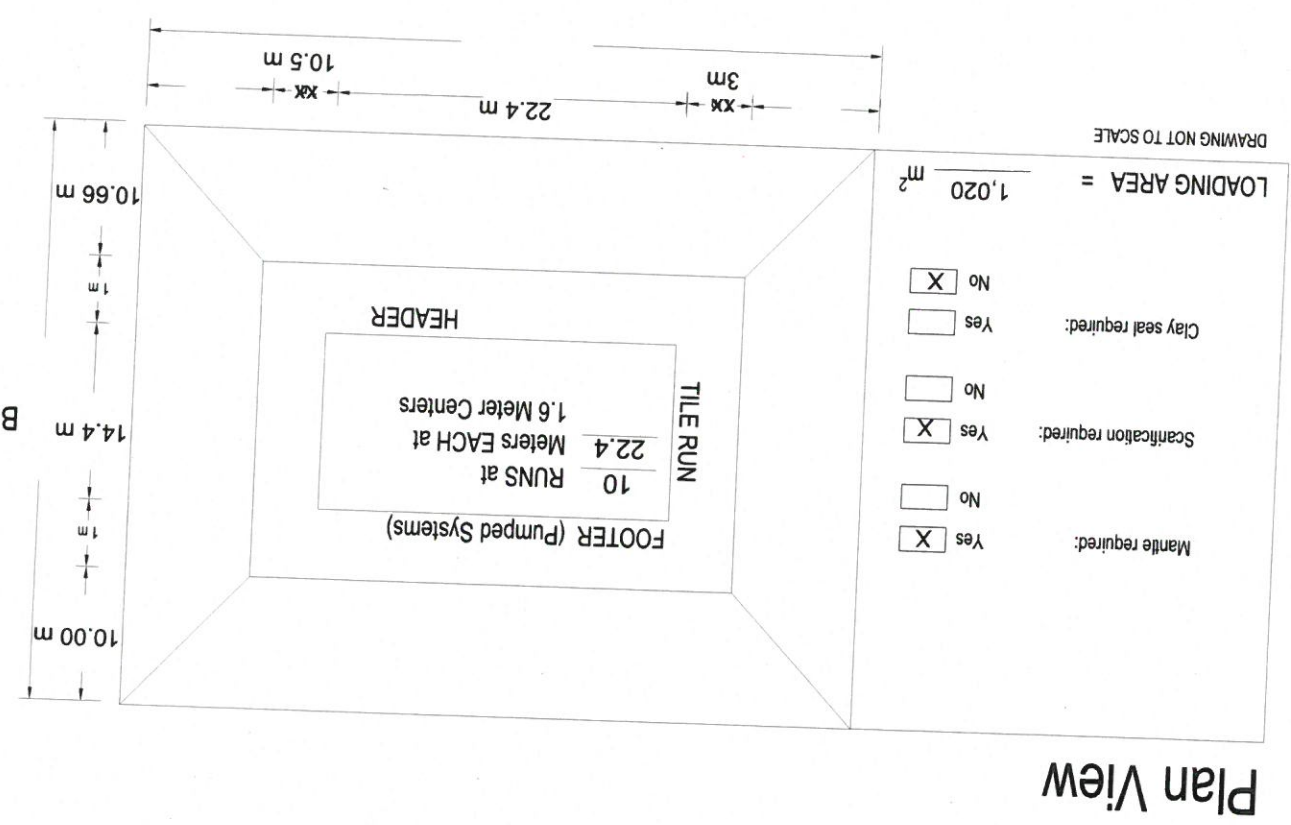 Plan View
Mantle required: Yes X
No
Scarification required: Yes X
No
Clay seal required: Yes
No X
LOADING AREA = 1,020 m²
DRAWING NOT TO SCALE
FOOTER (Pumped Systems)
10 RUNS at
22.4 Meters EACH at
1.6 Meter Centers
TILE RUN
HEADER
10.00 m
1 m
14.4 m
B
1 m
10.66 m
22.4 m
3m
10.5 m